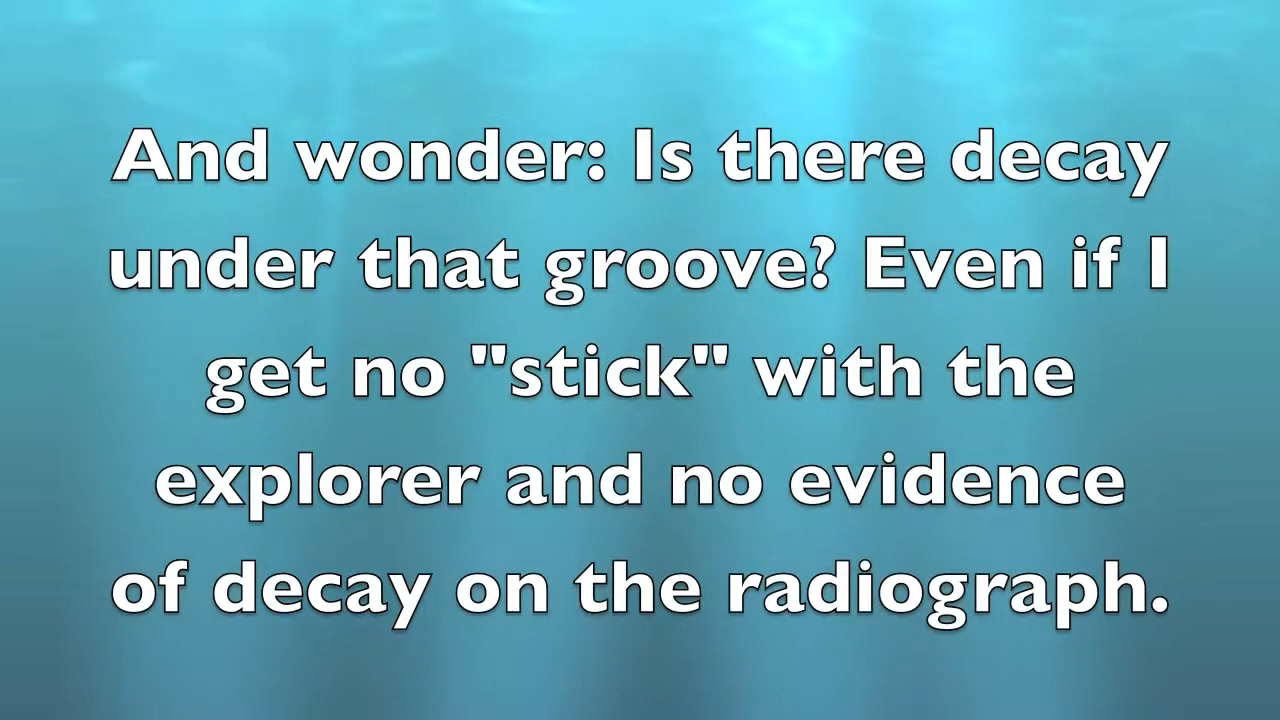 And wonder: Is there decay
under that groove? Even if I
get no "stick" with the
explorer and no evidence
of decay on the radiograph.